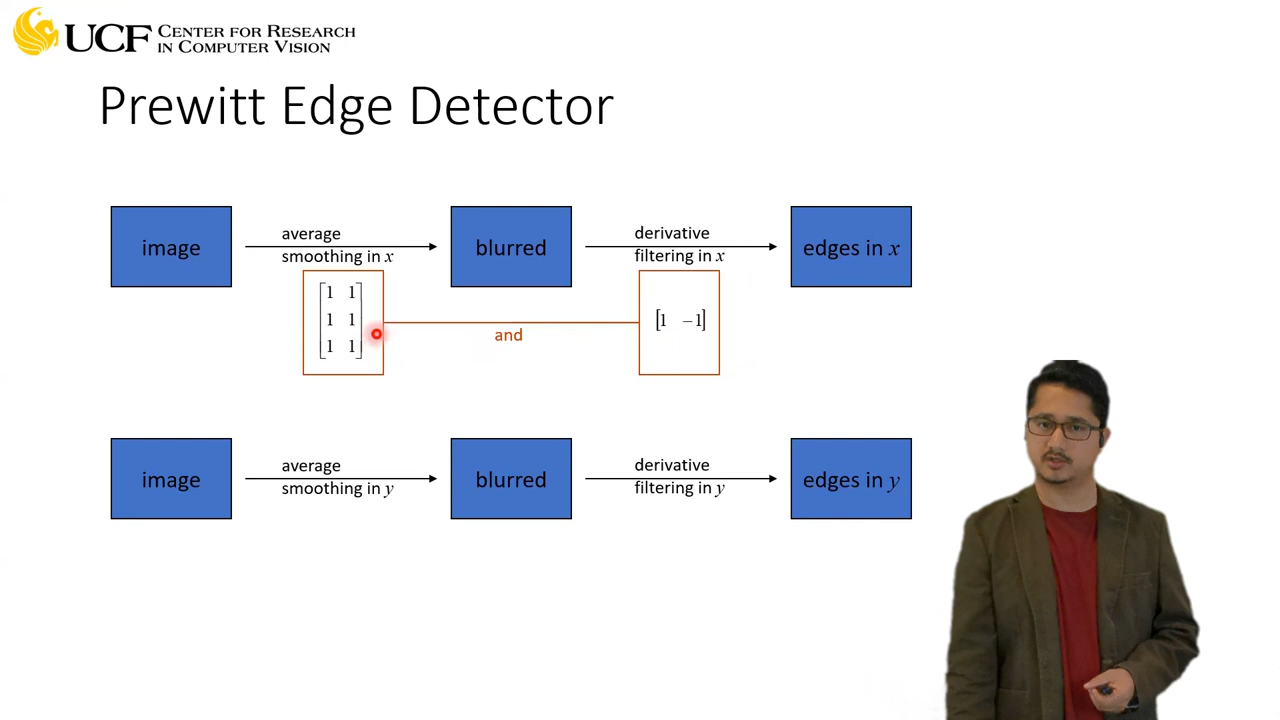 UCF CENTER FOR RESEARCH
IN COMPUTER VISION
Prewitt Edge Detector
image
average
smoothing in x
blurred
derivative
filtering in x
edges in x
1 1
1 1
1 1
and
[1 −1]
image
average
smoothing in y
blurred
derivative
filtering in y
edges in y